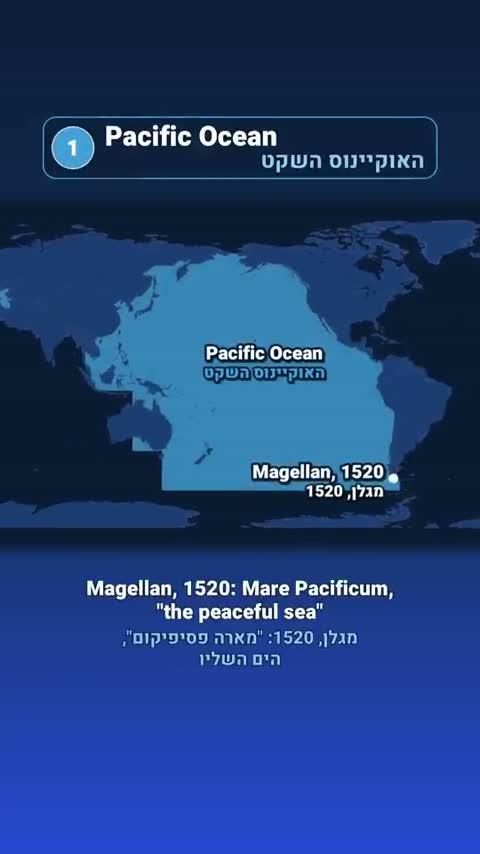 1
Pacific Ocean
האוקיינוס השקט
Pacific Ocean
האוקיינוס השקט
Magellan, 1520
מגלן, 1520
Magellan, 1520: Mare Pacificum,
"the peaceful sea"
מגלן, 1520: "מארה פסיפיקום",
הים השליו